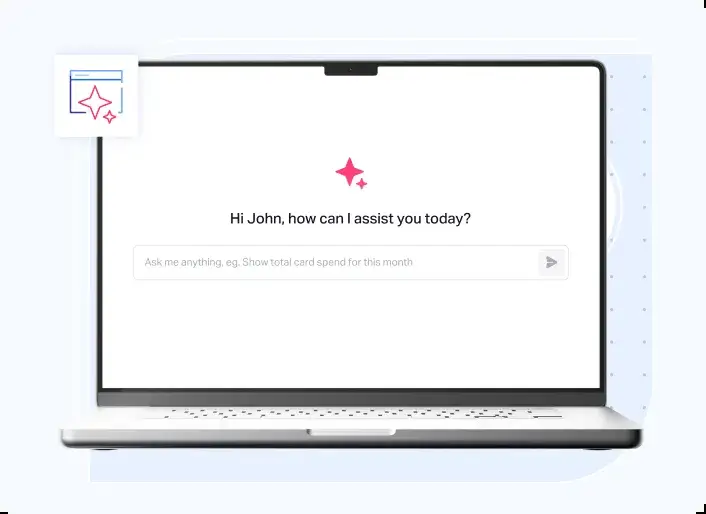 Hi John, how can I assist you today?
Ask me anything, eg. Show total card spend for this month